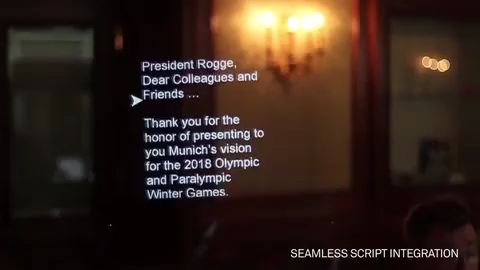 President Rogge,
Dear Colleagues and
Friends ...
Thank you for the
honor of presenting to
you Munich's vision
for the 2018 Olympic
and Paralympic
Winter Games.
SEAMLESS SCRIPT INTEGRATION